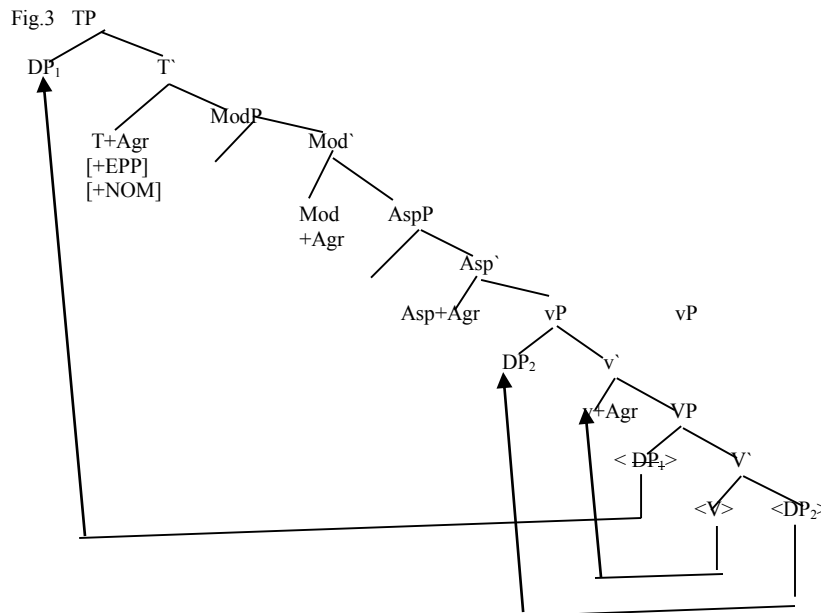 Fig.3 TP
DP₁ T`
ModP
T+Agr Mod`
[+EPP]
[+NOM]
Mod AspP
+Agr
Asp`
Asp+Agr vP vP
DP₂ v`
v+Agr VP
< DP₁> V`
<V> <DP₂>